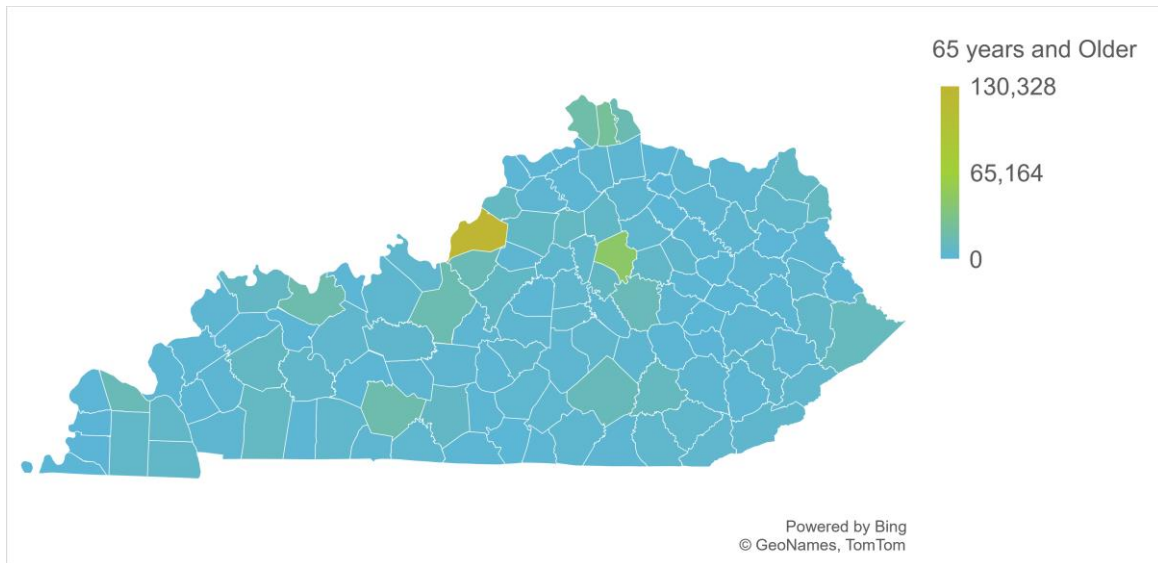 65 years and Older
130,328
65,164
0
Powered by Bing
© GeoNames, TomTom